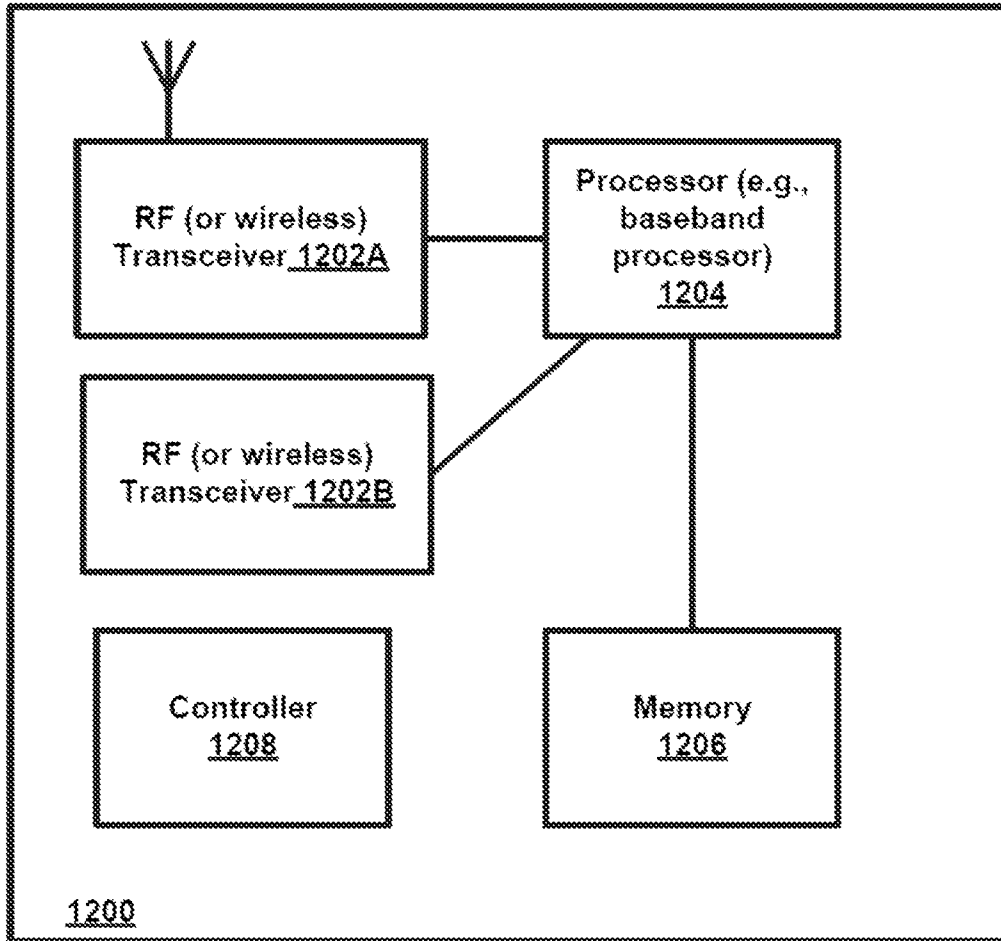 RF (or wireless)
Transceiver 1202A
Processor (e.g.,
baseband
processor)
1204
RF (or wireless)
Transceiver 1202B
Controller
1208
Memory
1206
1200